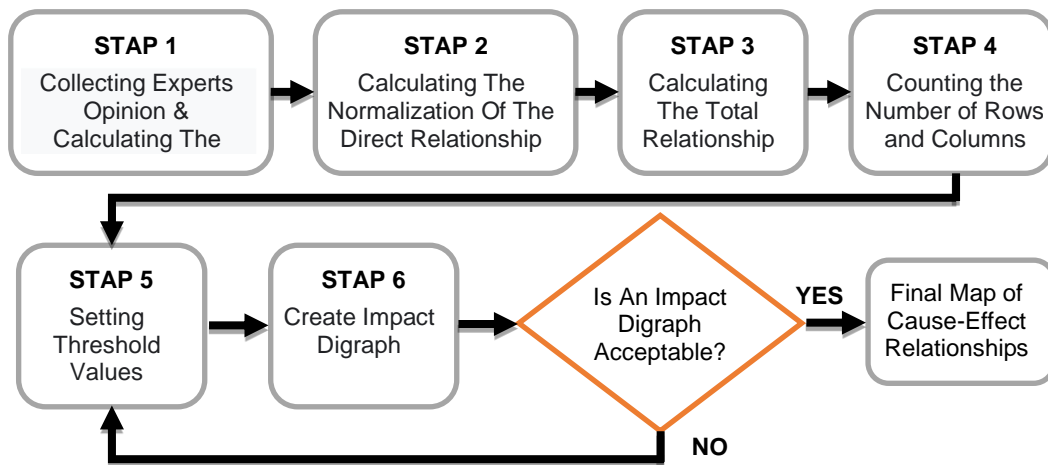 STAP 1
Collecting Experts
Opinion &
Calculating The
STAP 2
Calculating The
Normalization Of The
Direct Relationship
STAP 3
Calculating
The Total
Relationship
STAP 4
Counting the
Number of Rows
and Columns
STAP 5
Setting
Threshold
Values
STAP 6
Create Impact
Digraph
Is An Impact
Digraph
Acceptable?
YES
Final Map of
Cause-Effect
Relationships
NO